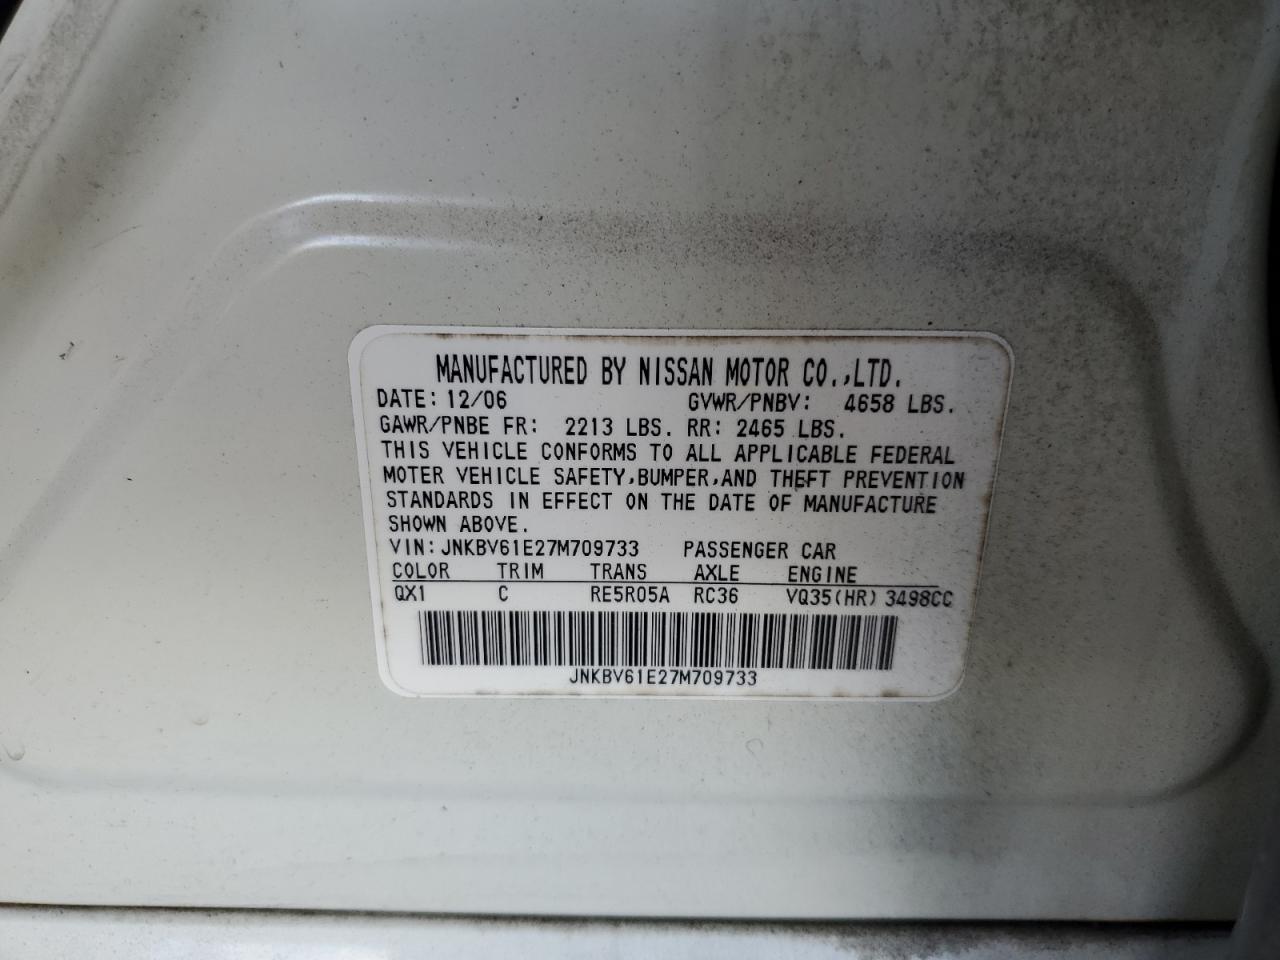 MANUFACTURED BY NISSAN MOTOR CO.,LTD.
DATE: 12/06 GVWR/PNBV: 4658 LBS.
GAWR/PNBE FR: 2213 LBS. RR: 2465 LBS.
THIS VEHICLE CONFORMS TO ALL APPLICABLE FEDERAL
MOTER VEHICLE SAFETY,BUMPER,AND THEFT PREVENTION
STANDARDS IN EFFECT ON THE DATE OF MANUFACTURE
SHOWN ABOVE.
VIN: JNKBV61E27M709733 PASSENGER CAR
COLOR TRIM TRANS AXLE ENGINE
QX1 C RE5R05A RC36 VQ35(HR) 3498CC
JNKBV61E27M709733